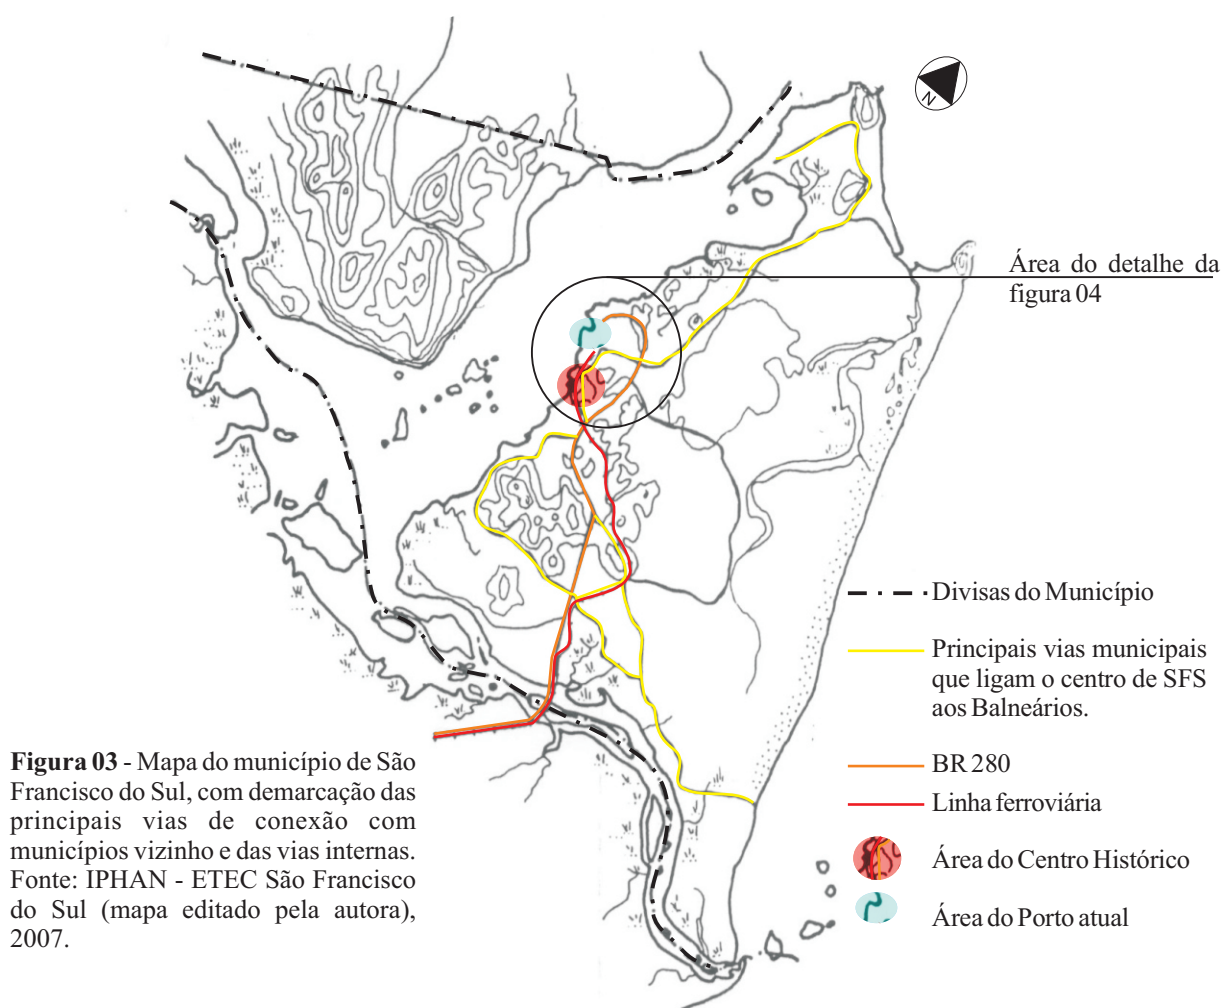 N
Área do detalhe da
figura 04
Divisas do Município
Principais vias municipais
que ligam o centro de SFS
aos Balneários.
BR 280
Linha ferroviária
Área do Centro Histórico
Área do Porto atual
Figura 03 - Mapa do município de São
Francisco do Sul, com demarcação das
principais vias de conexão com
municípios vizinho e das vias internas.
Fonte: IPHAN - ETEC São Francisco
do Sul (mapa editado pela autora),
2007.